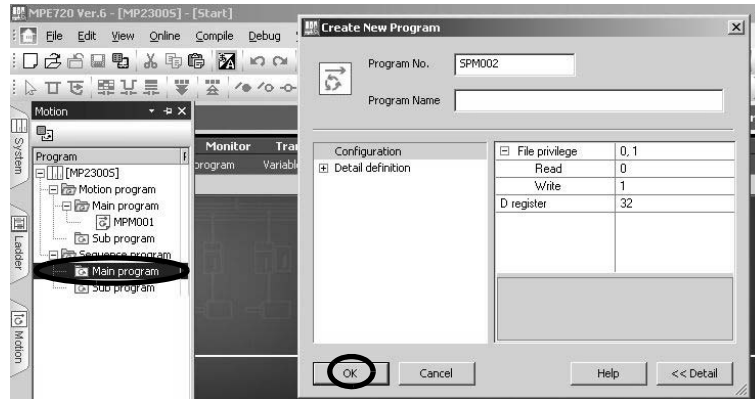 MPE720 Ver.6 - [MP2300S] - [Start]
File Edit View Online Compile Debug
Motion
Program
[MP2300S]
Motion program
Main program
MPM001
Sub program
Sequence program
Main program
Sub program
System
Ladder
Motion
Monitor
program Variable
Create New Program
Program No. SPM002
Program Name
Configuration
Detail definition
File privilege 0, 1
Read 0
Write 1
D register 32
OK Cancel Help << Detail